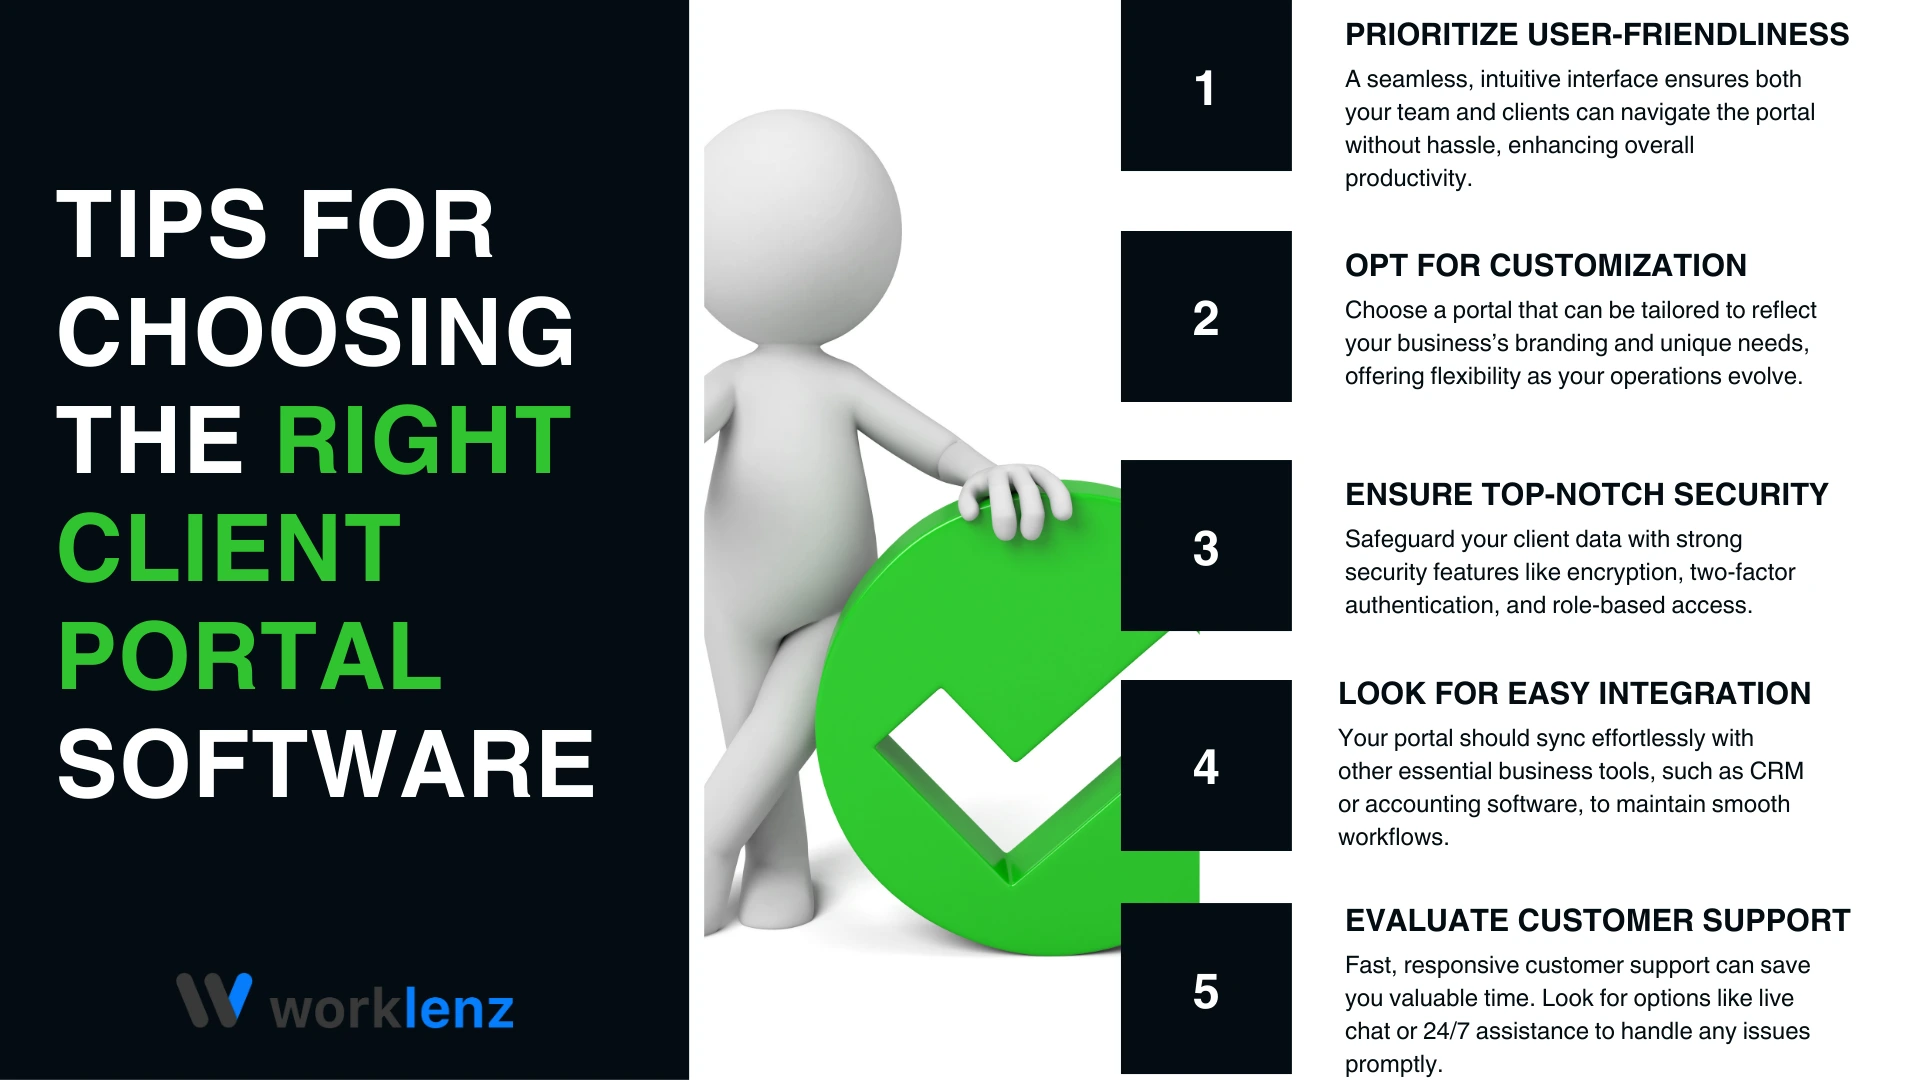 TIPS FOR
CHOOSING
THE RIGHT
CLIENT
PORTAL
SOFTWARE
worklenz
1
PRIORITIZE USER-FRIENDLINESS
A seamless, intuitive interface ensures both
your team and clients can navigate the portal
without hassle, enhancing overall
productivity.
2
OPT FOR CUSTOMIZATION
Choose a portal that can be tailored to reflect
your business’s branding and unique needs,
offering flexibility as your operations evolve.
3
ENSURE TOP-NOTCH SECURITY
Safeguard your client data with strong
security features like encryption, two-factor
authentication, and role-based access.
4
LOOK FOR EASY INTEGRATION
Your portal should sync effortlessly with
other essential business tools, such as CRM
or accounting software, to maintain smooth
workflows.
5
EVALUATE CUSTOMER SUPPORT
Fast, responsive customer support can save
you valuable time. Look for options like live
chat or 24/7 assistance to handle any issues
promptly.